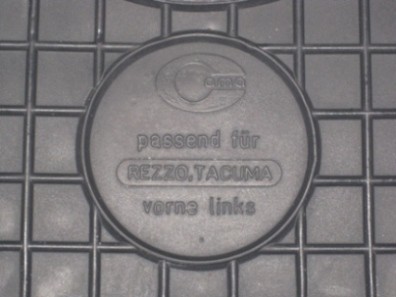 passend für
REZZO,TACUMA
vorne links